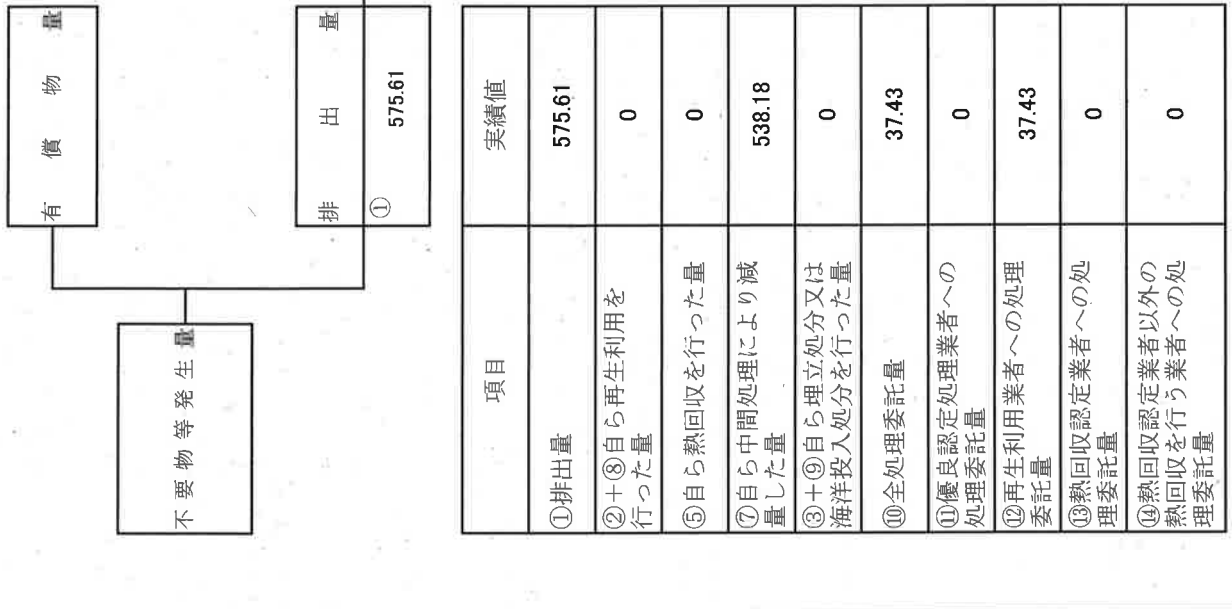 有償物量
不要物等発生量
排出量
①
575.61
項目
実績値
①排出量
575.61
②+⑧自ら再生利用を
行った量
0
⑤自ら熱回収を行った量
0
⑦自ら中間処理により減
量した量
538.18
③+⑨自ら埋立処分又は
海洋投入処分を行った量
0
⑩全処理委託量
37.43
⑪優良認定処理業者への
処理委託量
0
⑫再生利用業者への処理
委託量
37.43
⑬熱回収認定業者への処
理委託量
0
⑭熱回収認定業者以外の
熱回収を行う業者への処
理委託量
0